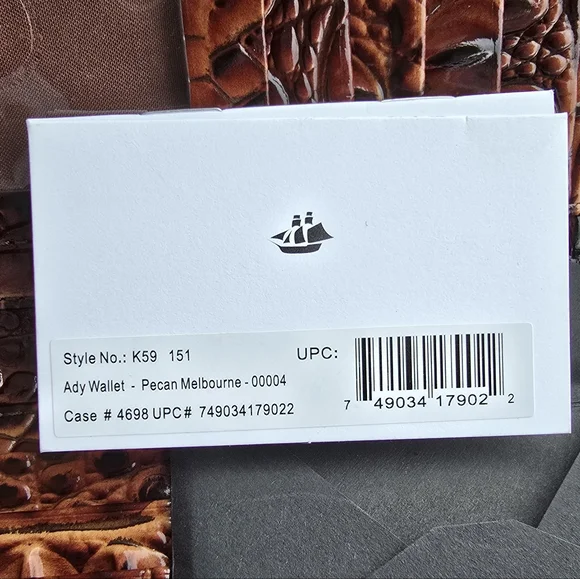 Style No.: K59 151
UPC:
Ady Wallet - Pecan Melbourne - 00004
Case # 4698 UPC# 749034179022
7 49034 17902 2